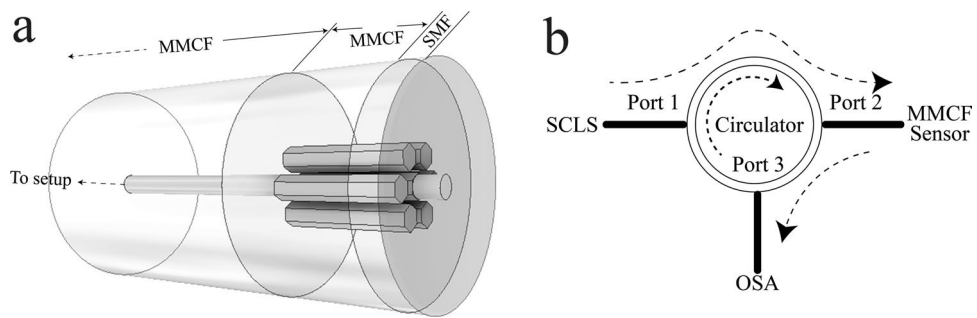 a
MMCF
MMCF
SMF
To setup
b
Port 1
Port 2
SCLS
Circulator
MMCF
Sensor
Port 3
OSA